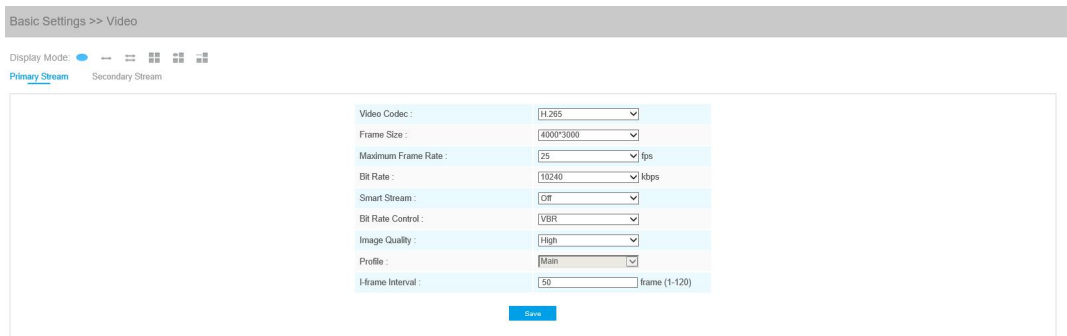 Basic Settings >> Video
Display Mode:
Primary Stream Secondary Stream
Video Codec : H.265
Frame Size : 4000*3000
Maximum Frame Rate : 25 fps
Bit Rate : 10240 kbps
Smart Stream : Off
Bit Rate Control : VBR
Image Quality : High
Profile : Main
I-frame Interval : 50 frame (1-120)
Save